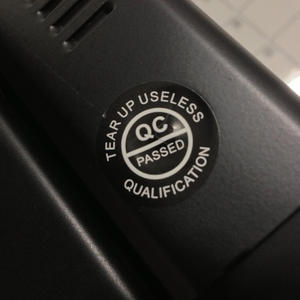 TEAR UP USELESS
QC
PASSED
QUALIFICATION